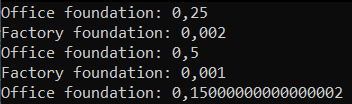 Office foundation: 0,25
Factory foundation: 0,002
Office foundation: 0,5
Factory foundation: 0,001
Office foundation: 0,15000000000000002